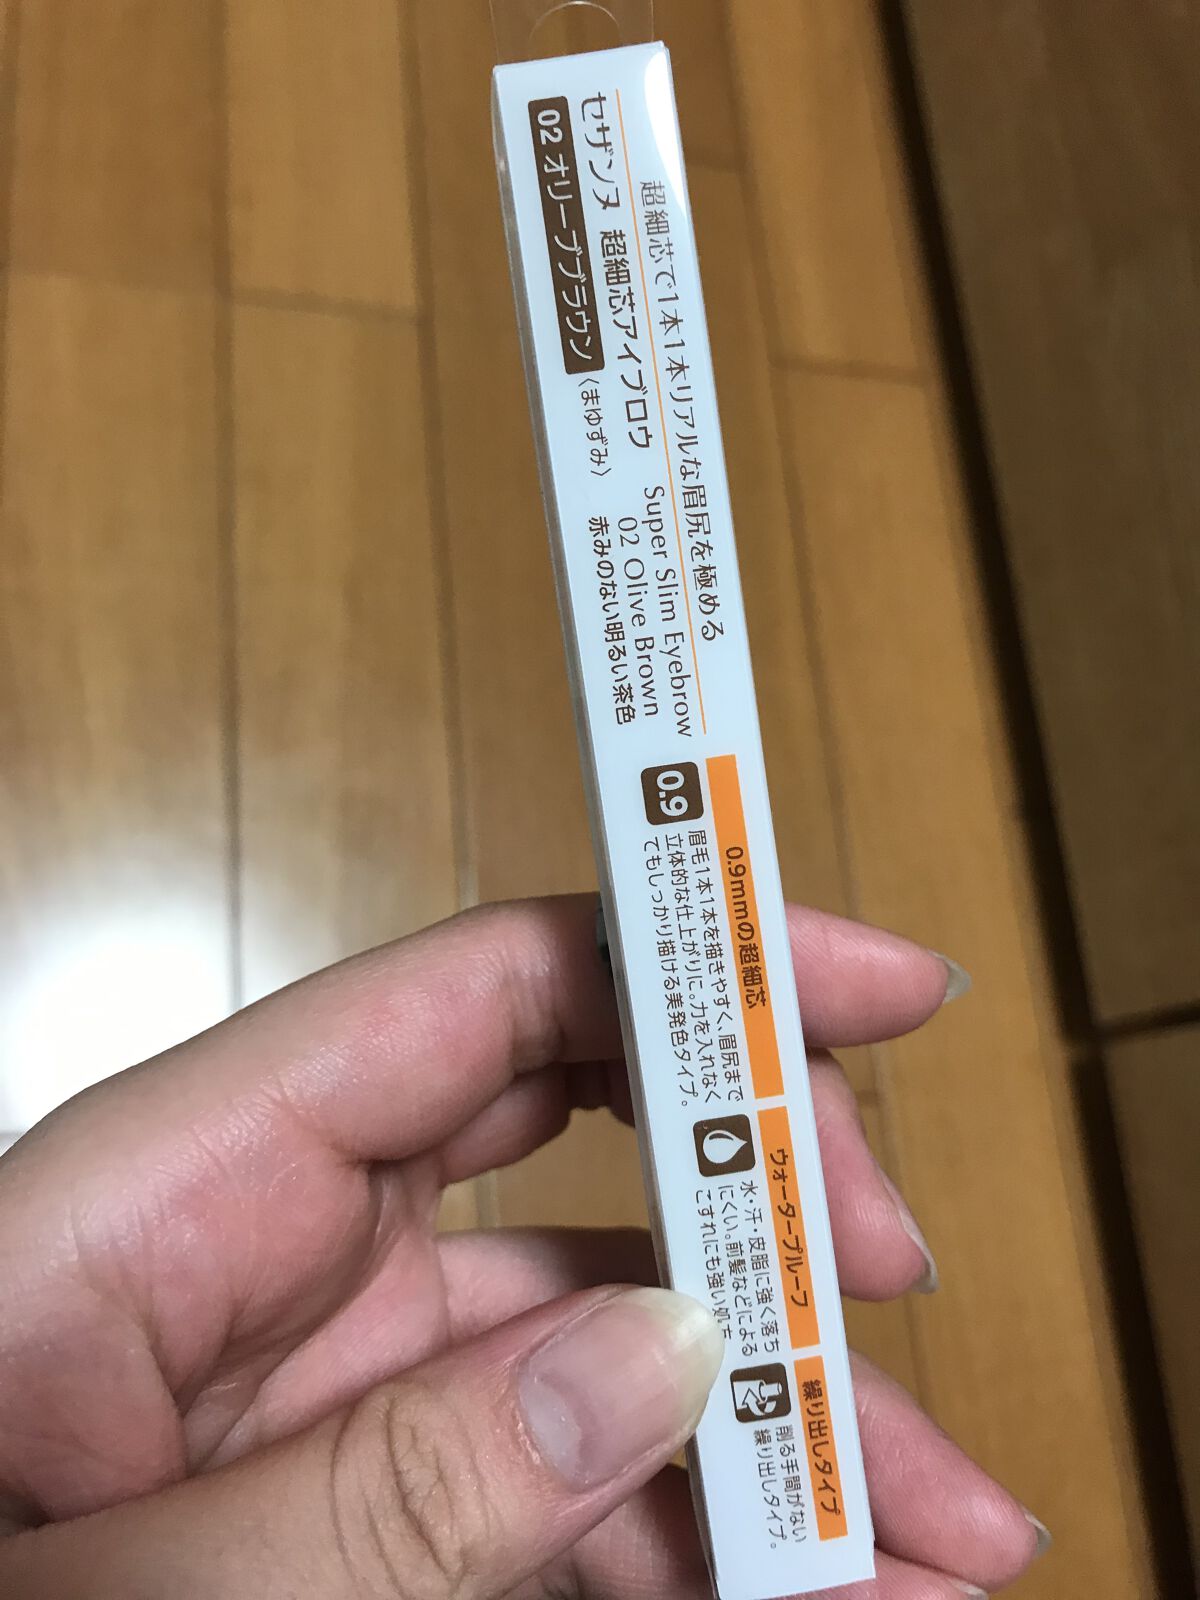 超細芯で1本1本リアルな眉尻を極める
セザンヌ 超細芯アイブロウ
02 オリーブブラウン
〈まゆずみ〉
Super Slim Eyebrow
02 Olive Brown
赤みのない明るい茶色
0.9mmの超細芯
0.9
眉毛1本1本を描きやすく、眉尻まで
立体的な仕上がりに。力を入れなく
てもしっかり描ける美発色タイプ。
ウォータープルーフ
水・汗・皮脂に強く落ち
にくい。前髪などによる
こすれにも強い処方
繰り出しタイプ
削る手間がない
繰り出しタイプ。